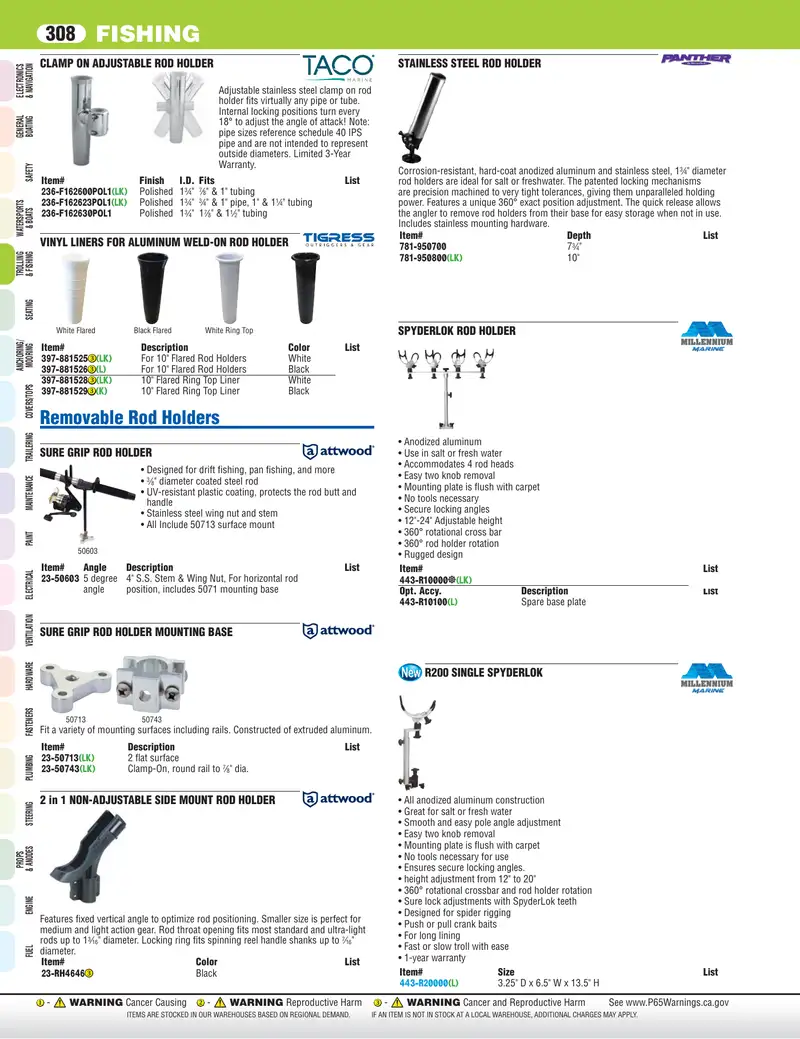 308 FISHING
ELECTRONICS
& NAVIGATION
GENERAL
BOATING
SAFETY
WATERSPORTS
& BOATS
TROLLING
& FISHING
SEATING
ANCHORING/
MOORING
COVERS/TOPS
TRAILERING
MAINTENANCE
PAINT
ELECTRICAL
VENTILATION
HARDWARE
FASTENERS
PLUMBING
STEERING
PROPS
& ANODES
ENGINE
FUEL
CLAMP ON ADJUSTABLE ROD HOLDER
TACO
MARINE
Adjustable stainless steel clamp on rod
holder fits virtually any pipe or tube.
Internal locking positions turn every
18° to adjust the angle of attack! Note:
pipe sizes reference schedule 40 IPS
pipe and are not intended to represent
outside diameters. Limited 3-Year
Warranty.
Item# Finish I.D. Fits List
236-F162600POL1(LK) Polished 1¾" ⅞" & 1" tubing
236-F162623POL1(LK) Polished 1¾" ¾" & 1" pipe, 1" & 1¼" tubing
236-F162630POL1 Polished 1¾" 1⅞" & 1½" tubing
VINYL LINERS FOR ALUMINUM WELD-ON ROD HOLDER
TIGRESS
OUTRIGGERS & GEAR
White Flared Black Flared White Ring Top
Item# Description Color List
397-881525③(LK) For 10" Flared Rod Holders White
397-881526③(L) For 10" Flared Rod Holders Black
397-881528③(LK) 10" Flared Ring Top Liner White
397-881529③(K) 10" Flared Ring Top Liner Black
Removable Rod Holders
SURE GRIP ROD HOLDER
attwood
• Designed for drift fishing, pan fishing, and more
• ⅜" diameter coated steel rod
• UV-resistant plastic coating, protects the rod butt and
handle
• Stainless steel wing nut and stem
• All Include 50713 surface mount
50603
Item# Angle Description List
23-50603 5 degree 4" S.S. Stem & Wing Nut, For horizontal rod
angle position, includes 5071 mounting base
SURE GRIP ROD HOLDER MOUNTING BASE
attwood
50713 50743
Fit a variety of mounting surfaces including rails. Constructed of extruded aluminum.
Item# Description List
23-50713(LK) 2 flat surface
23-50743(LK) Clamp-On, round rail to ⅞" dia.
2 in 1 NON-ADJUSTABLE SIDE MOUNT ROD HOLDER
attwood
Features fixed vertical angle to optimize rod positioning. Smaller size is perfect for
medium and light action gear. Rod throat opening fits most standard and ultra-light
rods up to 1³⁄₁₆" diameter. Locking ring fits spinning reel handle shanks up to ⁷⁄₁₆"
diameter.
Item# Color List
23-RH4646③ Black
STAINLESS STEEL ROD HOLDER
PANTHER
Corrosion-resistant, hard-coat anodized aluminum and stainless steel, 1¾" diameter
rod holders are ideal for salt or freshwater. The patented locking mechanisms
are precision machined to very tight tolerances, giving them unparalleled holding
power. Features a unique 360° exact position adjustment. The quick release allows
the angler to remove rod holders from their base for easy storage when not in use.
Includes stainless mounting hardware.
Item# Depth List
781-950700 7¾"
781-950800(LK) 10"
SPYDERLOK ROD HOLDER
MILLENNIUM
MARINE
• Anodized aluminum
• Use in salt or fresh water
• Accommodates 4 rod heads
• Easy two knob removal
• Mounting plate is flush with carpet
• No tools necessary
• Secure locking angles
• 12"-24" Adjustable height
• 360° rotational cross bar
• 360° rod holder rotation
• Rugged design
Item# List
443-R10000(LK)
Opt. Accy. Description List
443-R10100(L) Spare base plate
New R200 SINGLE SPYDERLOK
MILLENNIUM
MARINE
• All anodized aluminum construction
• Great for salt or fresh water
• Smooth and easy pole angle adjustment
• Easy two knob removal
• Mounting plate is flush with carpet
• No tools necessary for use
• Ensures secure locking angles.
• height adjustment from 12" to 20"
• 360° rotational crossbar and rod holder rotation
• Sure lock adjustments with SpyderLok teeth
• Designed for spider rigging
• Push or pull crank baits
• For long lining
• Fast or slow troll with ease
• 1-year warranty
Item# Size List
443-R20000(L) 3.25" D x 6.5" W x 13.5" H
① - WARNING Cancer Causing ② - WARNING Reproductive Harm ③ - WARNING Cancer and Reproductive Harm See www.P65Warnings.ca.gov
ITEMS ARE STOCKED IN OUR WAREHOUSES BASED ON REGIONAL DEMAND. IF AN ITEM IS NOT IN STOCK AT A LOCAL WAREHOUSE, ADDITIONAL CHARGES MAY APPLY.